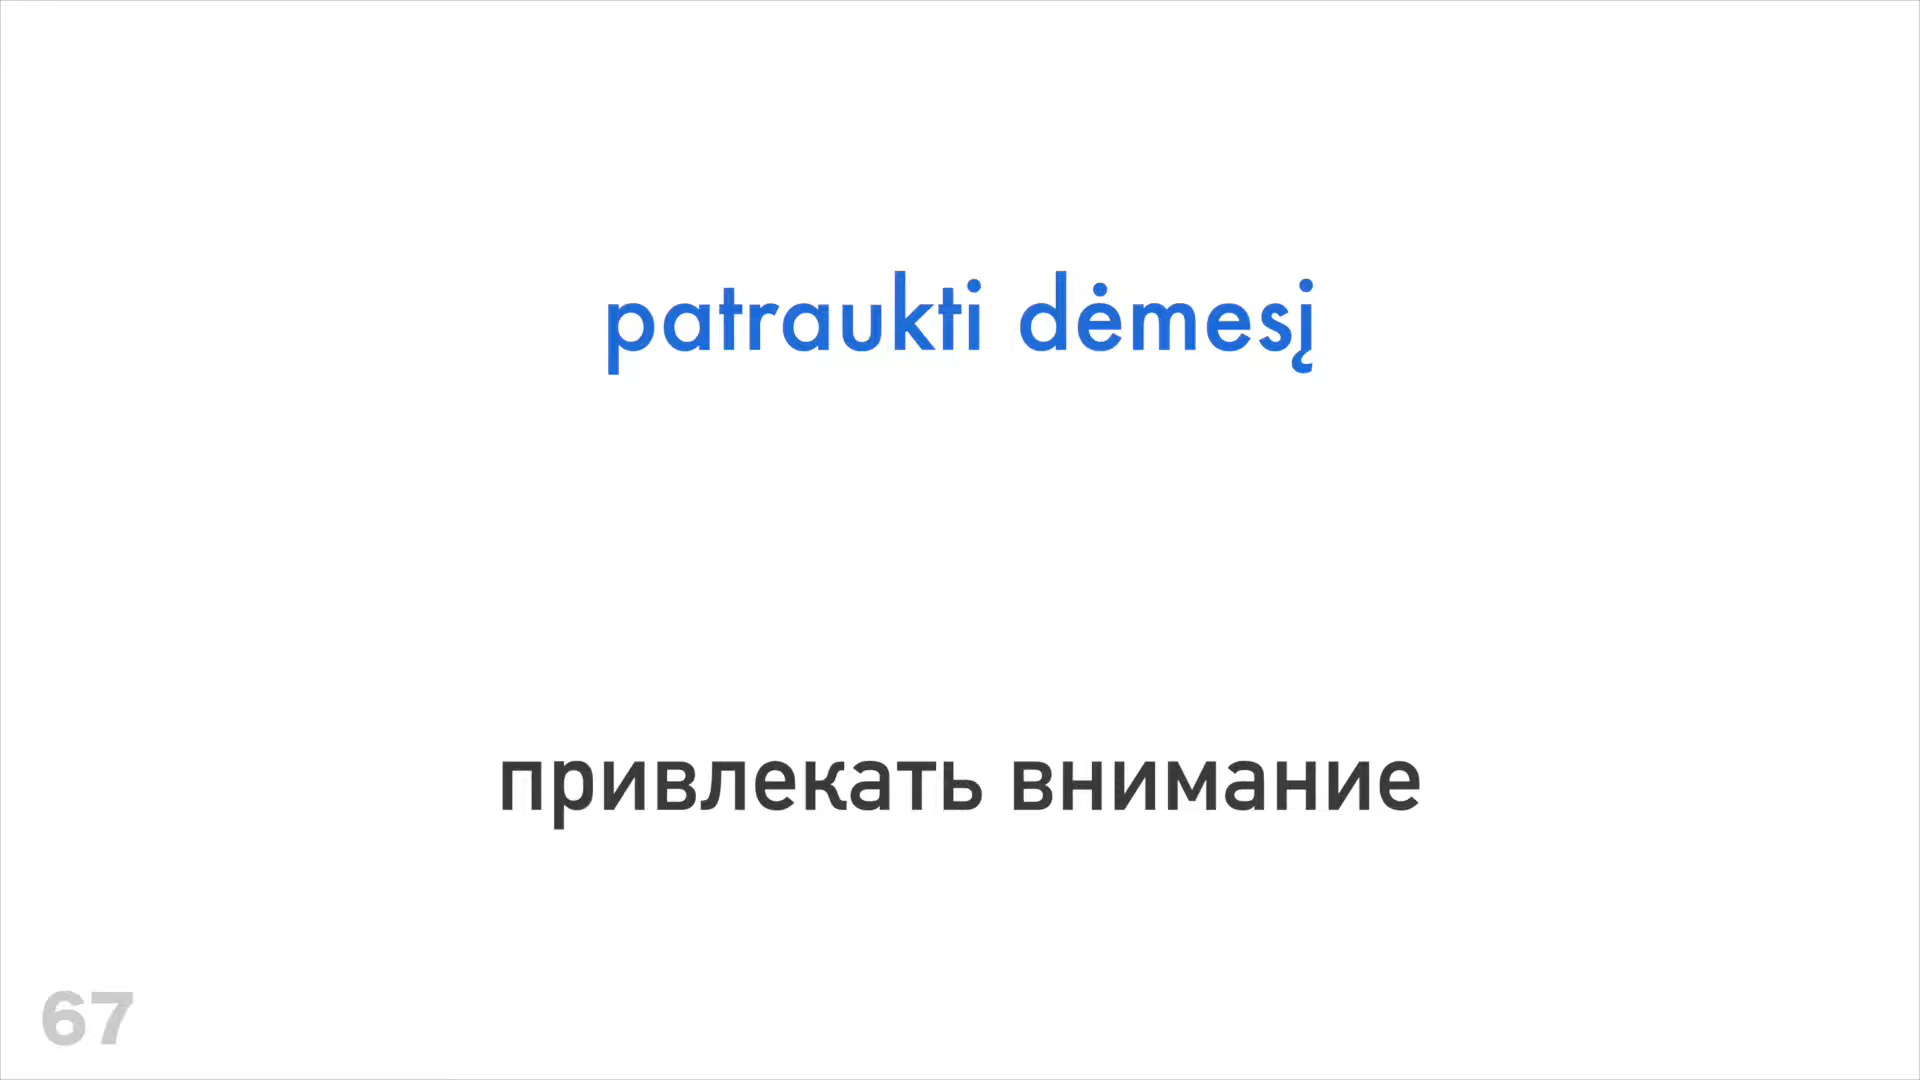 patraukti dėmesį
привлекать внимание
67